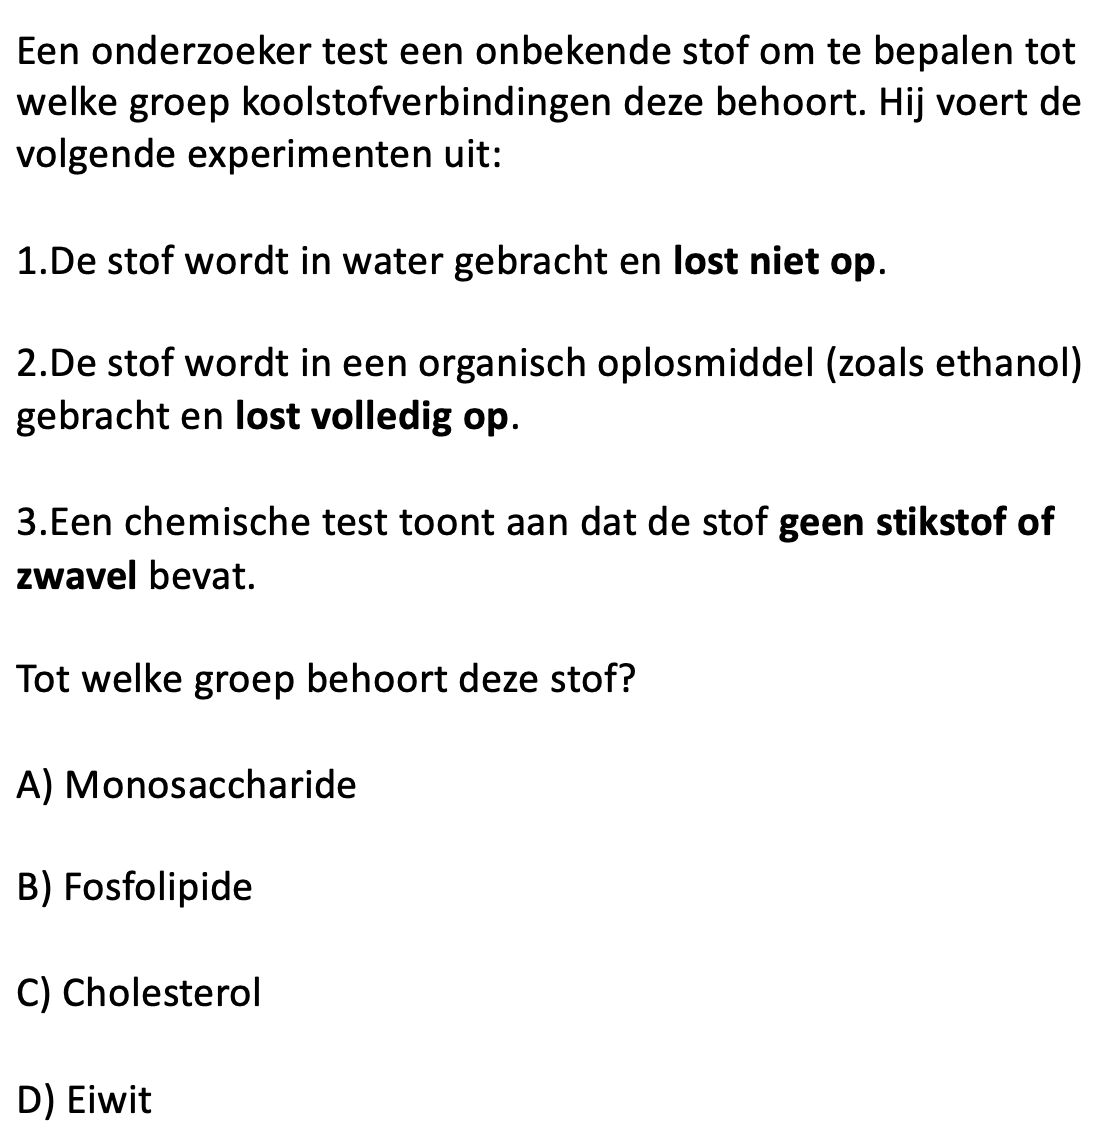 Een onderzoeker test een onbekende stof om te bepalen tot
welke groep koolstofverbindingen deze behoort. Hij voert de
volgende experimenten uit:
1.De stof wordt in water gebracht en lost niet op.
2.De stof wordt in een organisch oplosmiddel (zoals ethanol)
gebracht en lost volledig op.
3.Een chemische test toont aan dat de stof geen stikstof of
zwavel bevat.
Tot welke groep behoort deze stof?
A) Monosaccharide
B) Fosfolipide
C) Cholesterol
D) Eiwit